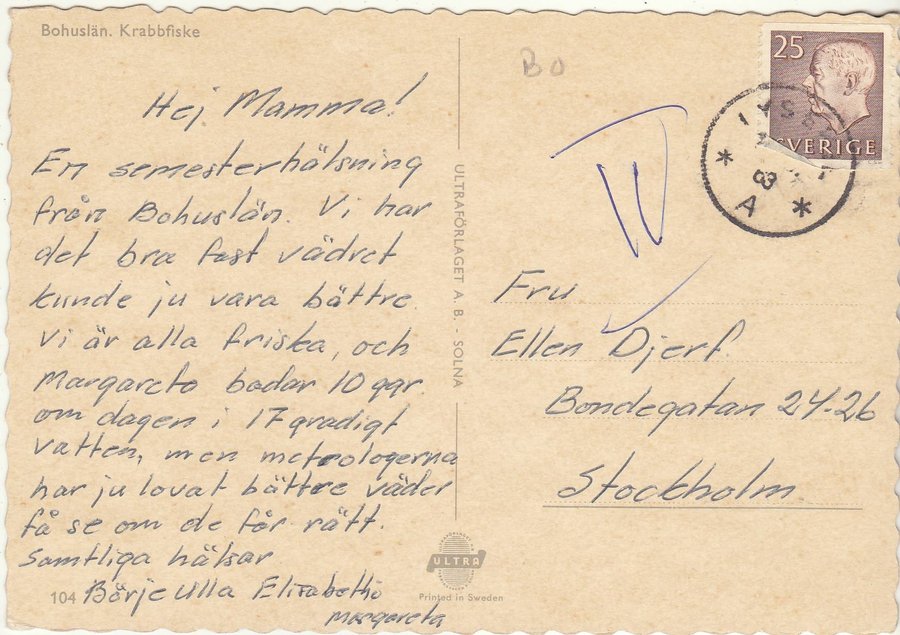 Bohuslän. Krabbfiske
Hej Mamma!
En semesterhälsning
från Bohuslän. Vi har
det bra fast vädret
kunde ju vara bättre.
Vi är alla friska, och
Margareta badar 10 ggr
om dagen i 17 gradigt
vatten, men metrologerna
har ju lovat bättre väder
få se om de får rätt.
Samtliga hälsar
Börje Ulla Elisabeth
Margareta
104
ULTRAFÖRLAGET A. B. - SOLNA
ULTRA
Printed in Sweden
BO
25
SVERIGE
A
Fru
Ellen Djerf.
Bondegatan 24-26
Stockholm